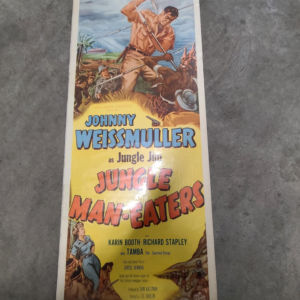 JOHNNY
WEISSMULLER
as Jungle Jim
JUNGLE
MAN-EATERS
KARIN BOOTH · RICHARD STAPLEY
and TAMBA